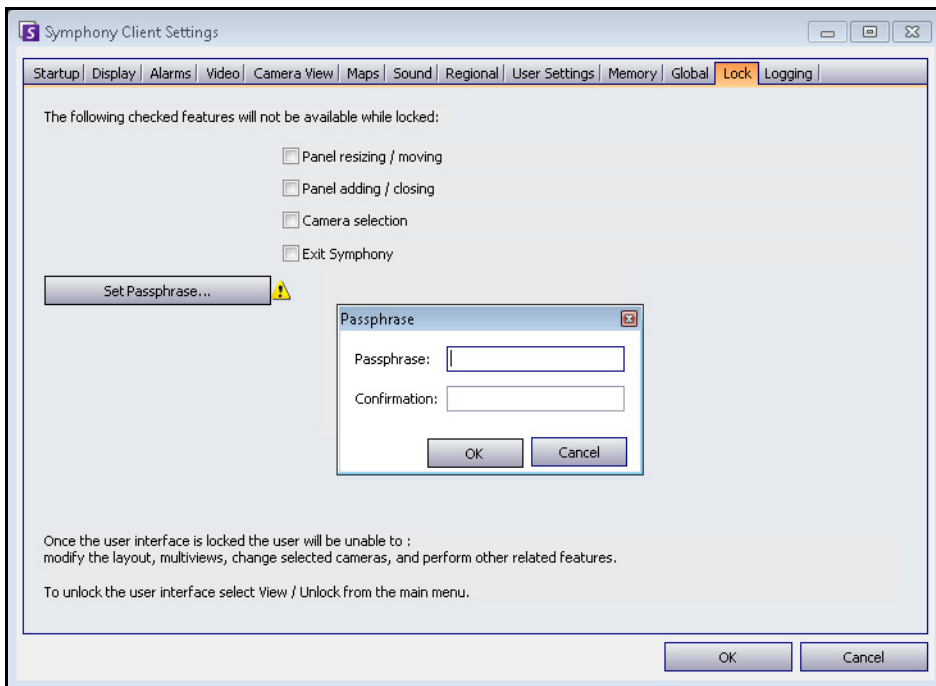 Symphony Client Settings
Startup Display Alarms Video Camera View Maps Sound Regional User Settings Memory Global Lock Logging
The following checked features will not be available while locked:
Panel resizing / moving
Panel adding / closing
Camera selection
Exit Symphony
Set Passphrase...
Passphrase
Passphrase:
Confirmation:
OK Cancel
Once the user interface is locked the user will be unable to :
modify the layout, multiviews, change selected cameras, and perform other related features.
To unlock the user interface select View / Unlock from the main menu.
OK Cancel